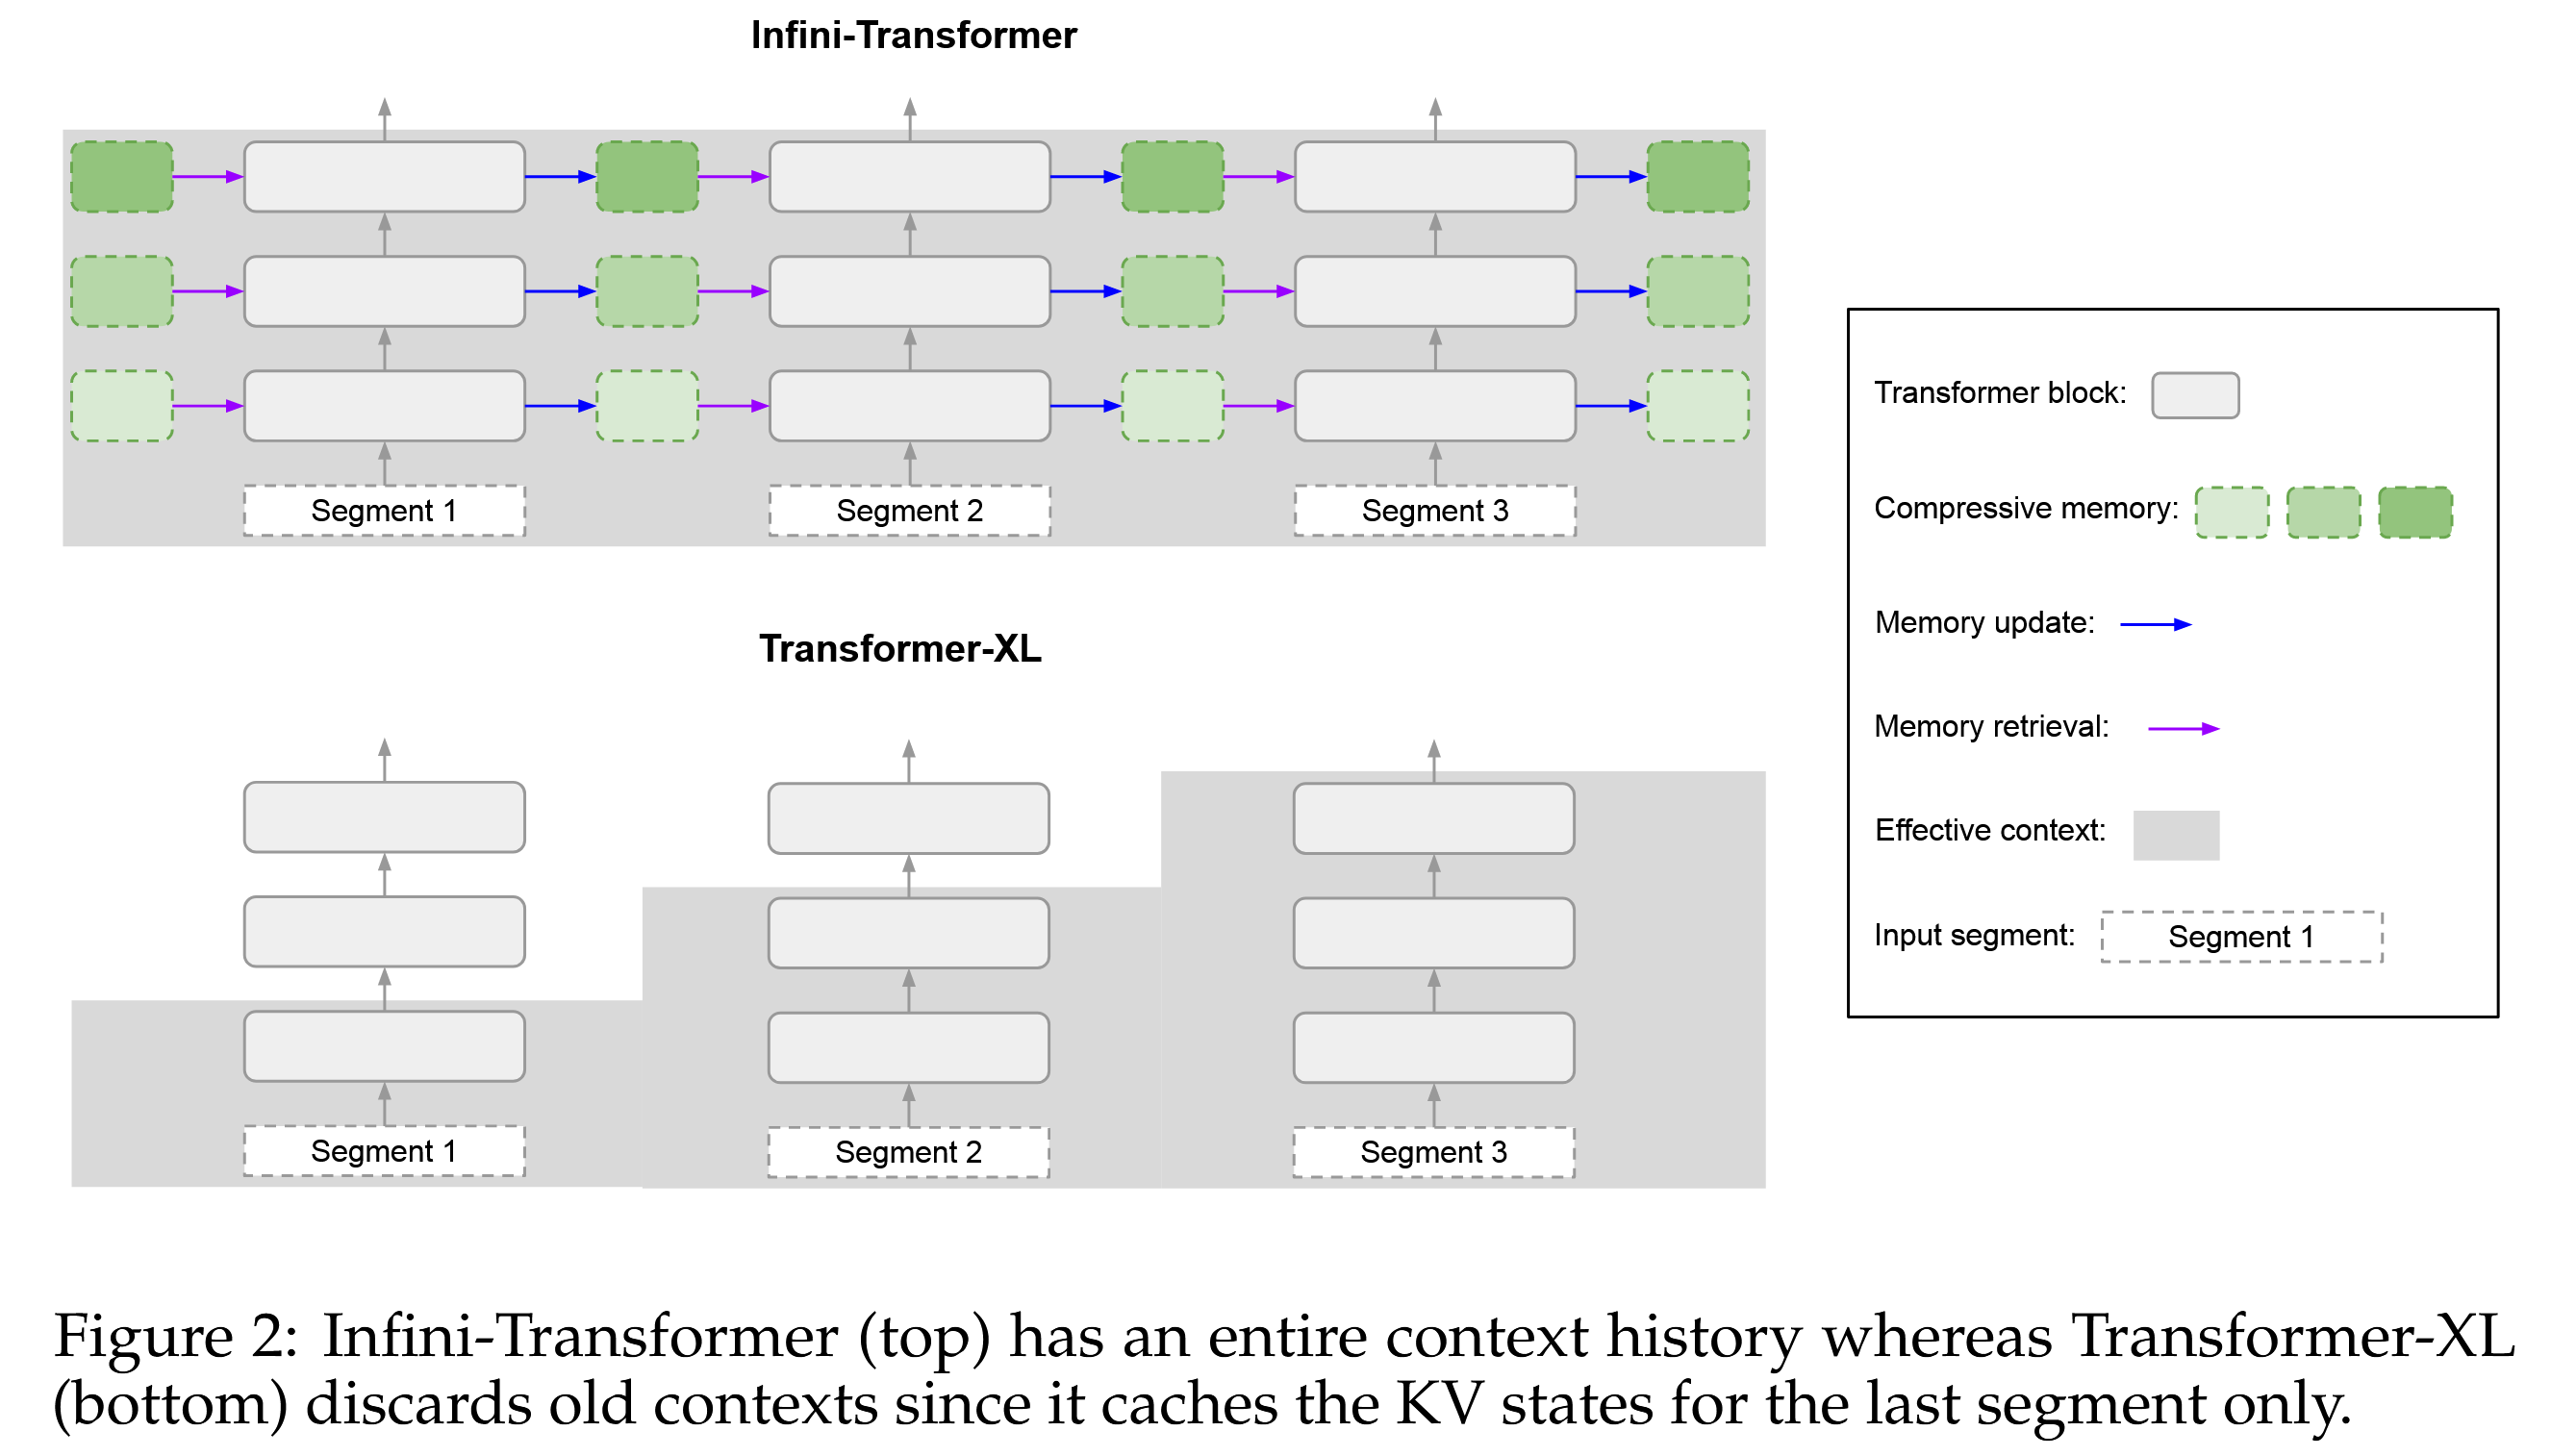 Infini-Transformer
Segment 1
Segment 2
Segment 3
Transformer-XL
Segment 1
Segment 2
Segment 3
Transformer block:
Compressive memory:
Memory update:
Memory retrieval:
Effective context:
Input segment:
Segment 1
Figure 2: Infini-Transformer (top) has an entire context history whereas Transformer-XL
(bottom) discards old contexts since it caches the KV states for the last segment only.